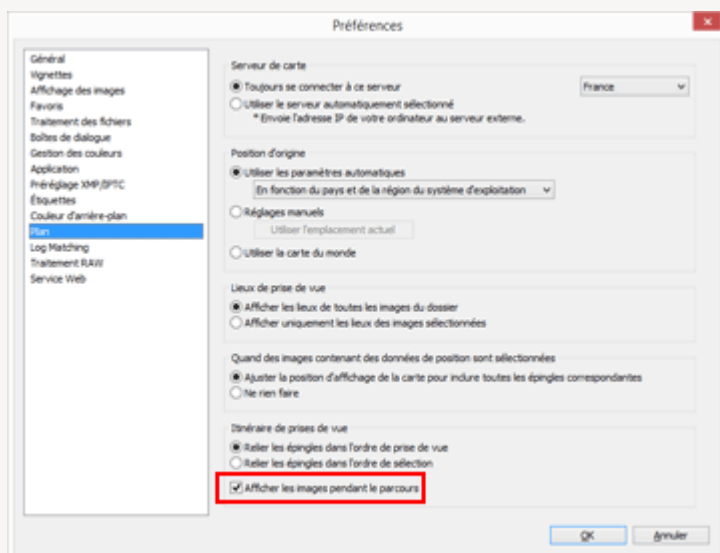 Préférences
Général
Vignettes
Affichage des images
Favoris
Traitement des fichiers
Boîtes de dialogue
Gestion des couleurs
Application
Préréglage XMP/IPTC
Étiquettes
Couleur d'arrière-plan
Plan
Log Matching
Traitement RAW
Service Web
Serveur de carte
Toujours se connecter à ce serveur
France
Utiliser le serveur automatiquement sélectionné
* Envoie l'adresse IP de votre ordinateur au serveur externe.
Position d'origine
Utiliser les paramètres automatiques
En fonction du pays et de la région du système d'exploitation
Réglages manuels
Utiliser l'emplacement actuel
Utiliser la carte du monde
Lieux de prise de vue
Afficher les lieux de toutes les images du dossier
Afficher uniquement les lieux des images sélectionnées
Quand des images contenant des données de position sont sélectionnées
Ajuster la position d'affichage de la carte pour inclure toutes les épingles correspondantes
Ne rien faire
Itinéraire de prises de vue
Relier les épingles dans l'ordre de prise de vue
Relier les épingles dans l'ordre de sélection
Afficher les images pendant le parcours
OK
Annuler